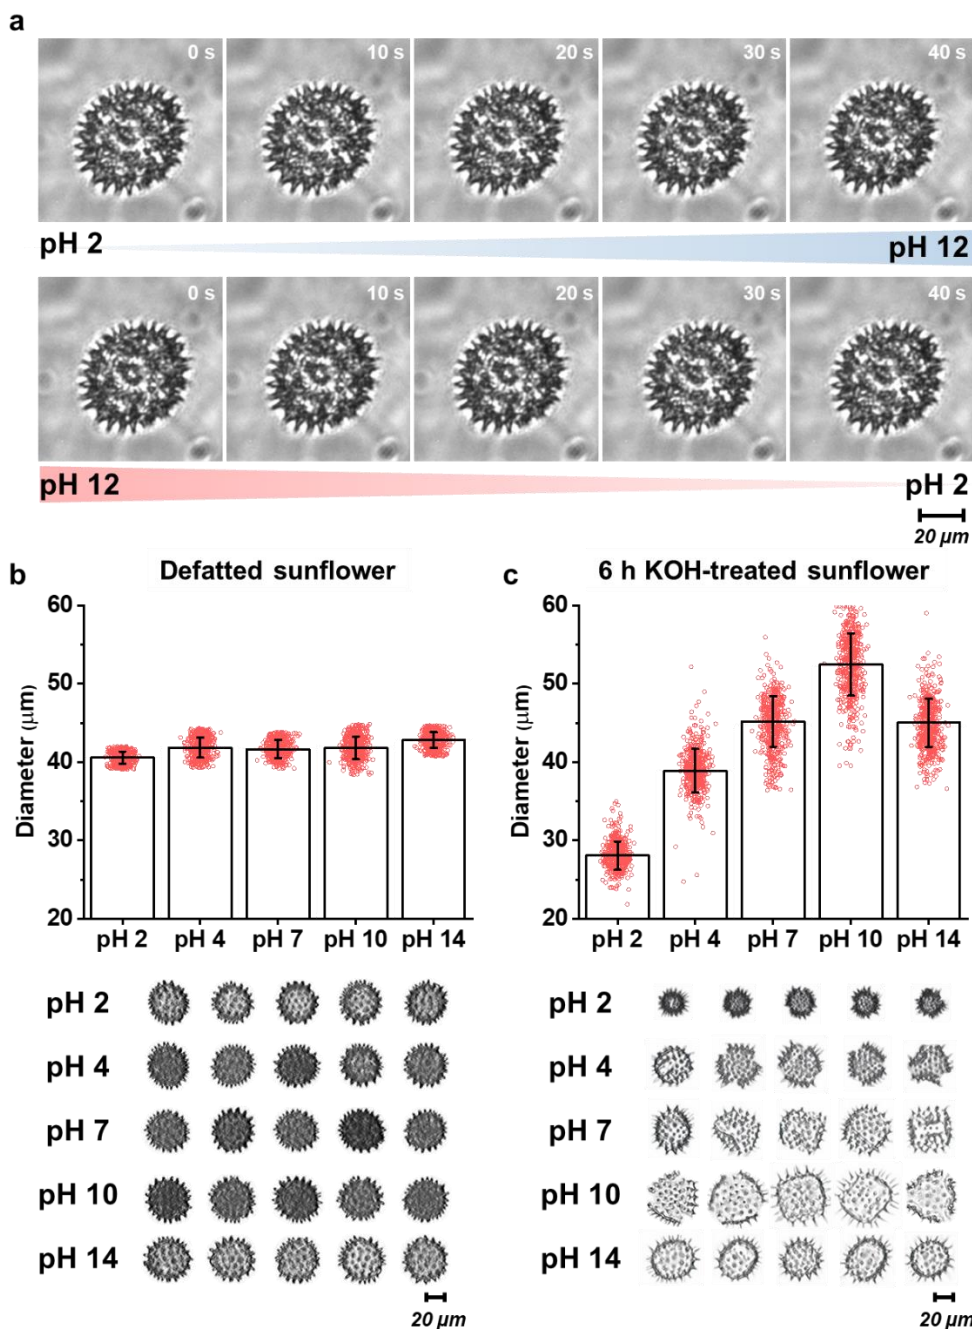 a
0 s 10 s 20 s 30 s 40 s
pH 2 pH 12
0 s 10 s 20 s 30 s 40 s
pH 12 pH 2
20 µm
b Defatted sunflower
60
50
40
30
20
Diameter (µm)
pH 2 pH 4 pH 7 pH 10 pH 14
pH 2
pH 4
pH 7
pH 10
pH 14
20 µm
c 6 h KOH-treated sunflower
60
50
40
30
20
Diameter (µm)
pH 2 pH 4 pH 7 pH 10 pH 14
pH 2
pH 4
pH 7
pH 10
pH 14
20 µm